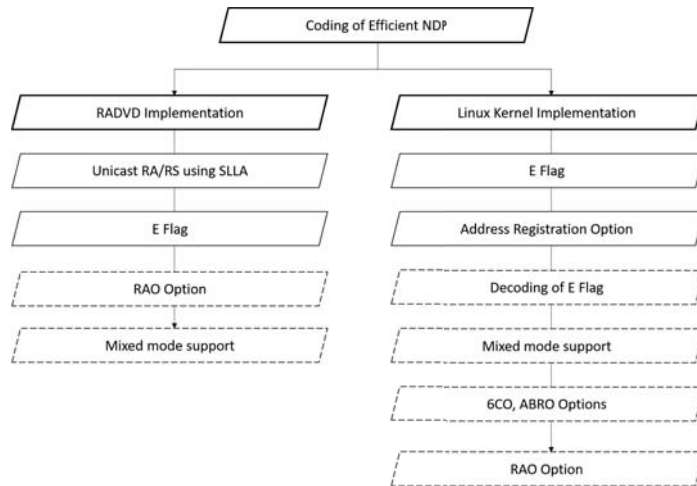 Coding of Efficient NDP
RADVD Implementation
Unicast RA/RS using SLLA
E Flag
RAO Option
Mixed mode support
Linux Kernel Implementation
E Flag
Address Registration Option
Decoding of E Flag
Mixed mode support
6CO, ABRO Options
RAO Option